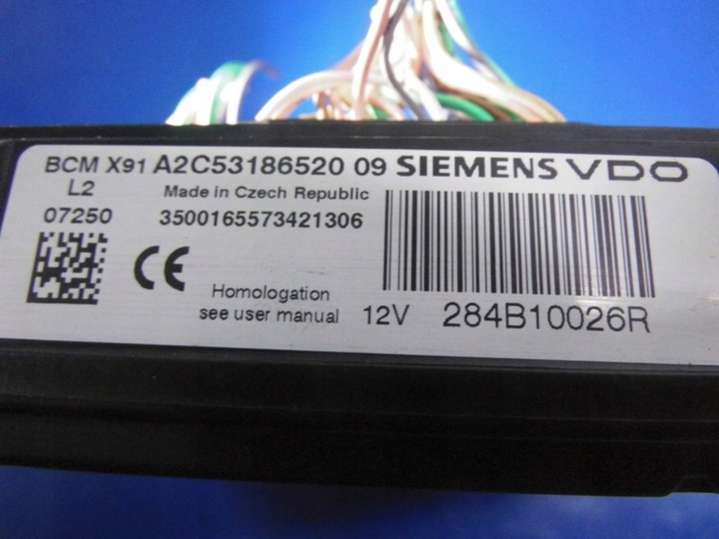 BCM X91 A2C53186520 09 SIEMENS VDO
L2 Made in Czech Republic
07250 3500165573421306
CE
Homologation
see user manual 12V 284B10026R